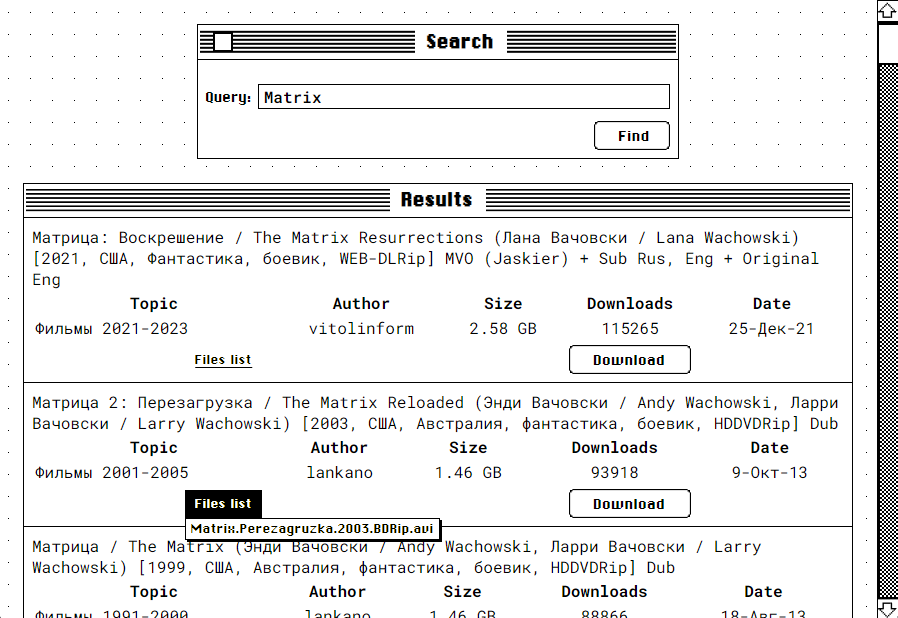 Search
Query: Matrix
Find
Results
Матрица: Воскрешение / The Matrix Resurrections (Лана Вачовски / Lana Wachowski)
[2021, США, Фантастика, боевик, WEB-DLRip] MVO (Jaskier) + Sub Rus, Eng + Original
Eng
Topic Author Size Downloads Date
Фильмы 2021-2023 vitolinform 2.58 GB 115265 25-Дек-21
Files list Download
Матрица 2: Перезагрузка / The Matrix Reloaded (Энди Вачовски / Andy Wachowski, Ларри
Вачовски / Larry Wachowski) [2003, США, Австралия, фантастика, боевик, HDDVDRip] Dub
Topic Author Size Downloads Date
Фильмы 2001-2005 lankano 1.46 GB 93918 9-Окт-13
Files list Download
Matrix.Perezagruzka.2003.BDRip.avi
Матрица / The Matrix (Энди Вачовски / Andy Wachowski, Ларри Вачовски / Larry
Wachowski) [1999, США, Австралия, фантастика, боевик, HDDVDRip] Dub
Topic Author Size Downloads Date
Фильмы 1991-2000 lankano 1.46 GB 88866 18-Авг-13